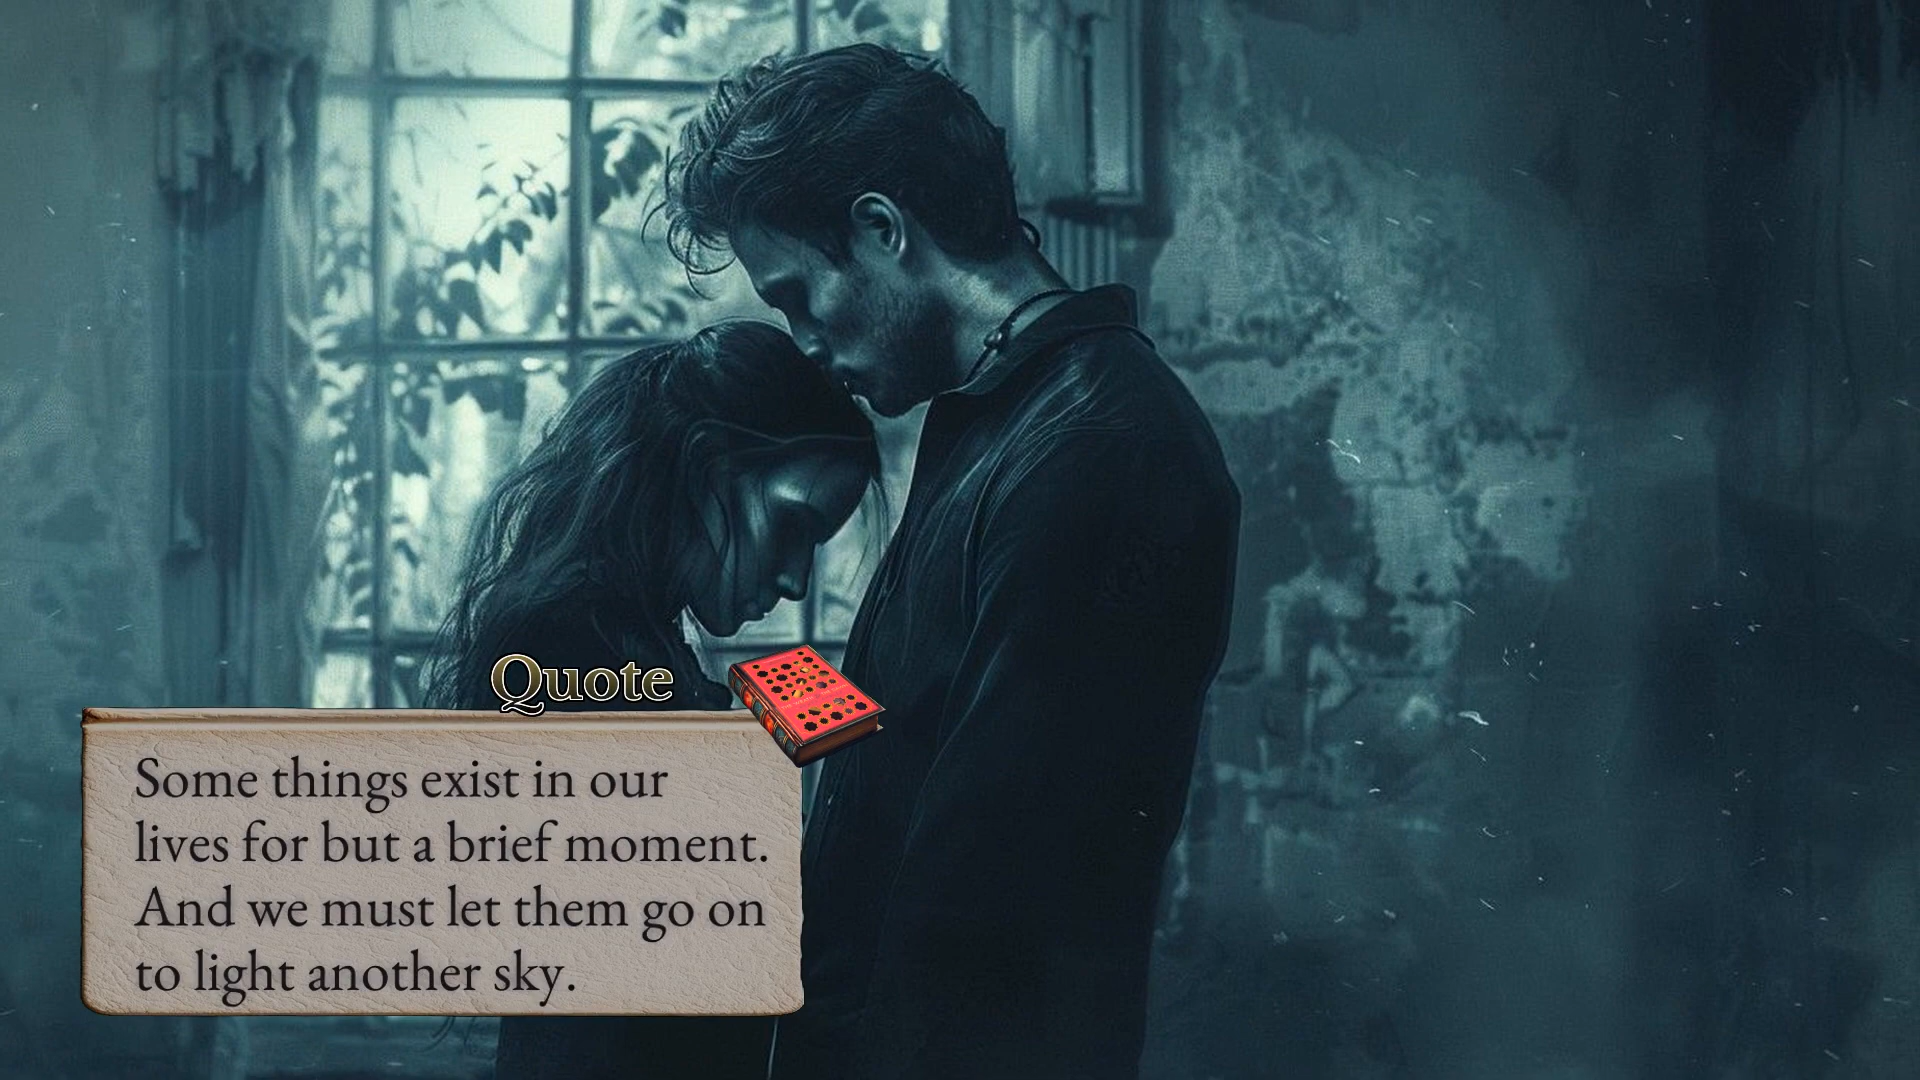 Quote
Some things exist in our
lives for but a brief moment.
And we must let them go on
to light another sky.